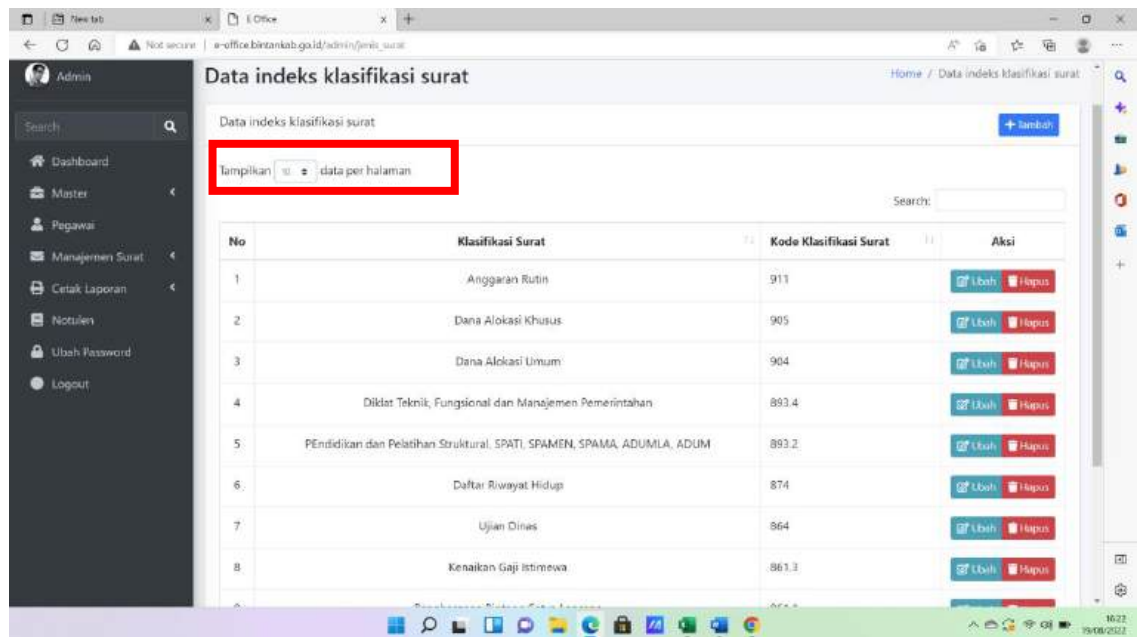 New tab
E Office
Not secure | e-office.bintankab.go.id/admin/jenis_surat
Admin
Search
Dashboard
Master
Pegawai
Manajemen Surat
Cetak Laporan
Notulen
Ubah Password
Logout
Data indeks klasifikasi surat
Home / Data indeks klasifikasi surat
Data indeks klasifikasi surat
Tambah
Tampilkan 10 data per halaman
Search:
No Klasifikasi Surat Kode Klasifikasi Surat Aksi
1 Anggaran Rutin 911 Ubah Hapus
2 Dana Alokasi Khusus 905 Ubah Hapus
3 Dana Alokasi Umum 904 Ubah Hapus
4 Diklat Teknik, Fungsional dan Manajemen Pemerintahan 893.4 Ubah Hapus
5 PEndidikan dan Pelatihan Struktural, SPATI, SPAMEN, SPAMA, ADUMLA, ADUM 893.2 Ubah Hapus
6 Daftar Riwayat Hidup 874 Ubah Hapus
7 Ujian Dinas 864 Ubah Hapus
8 Kenaikan Gaji Istimewa 861.3 Ubah Hapus
16:22
19/08/2022